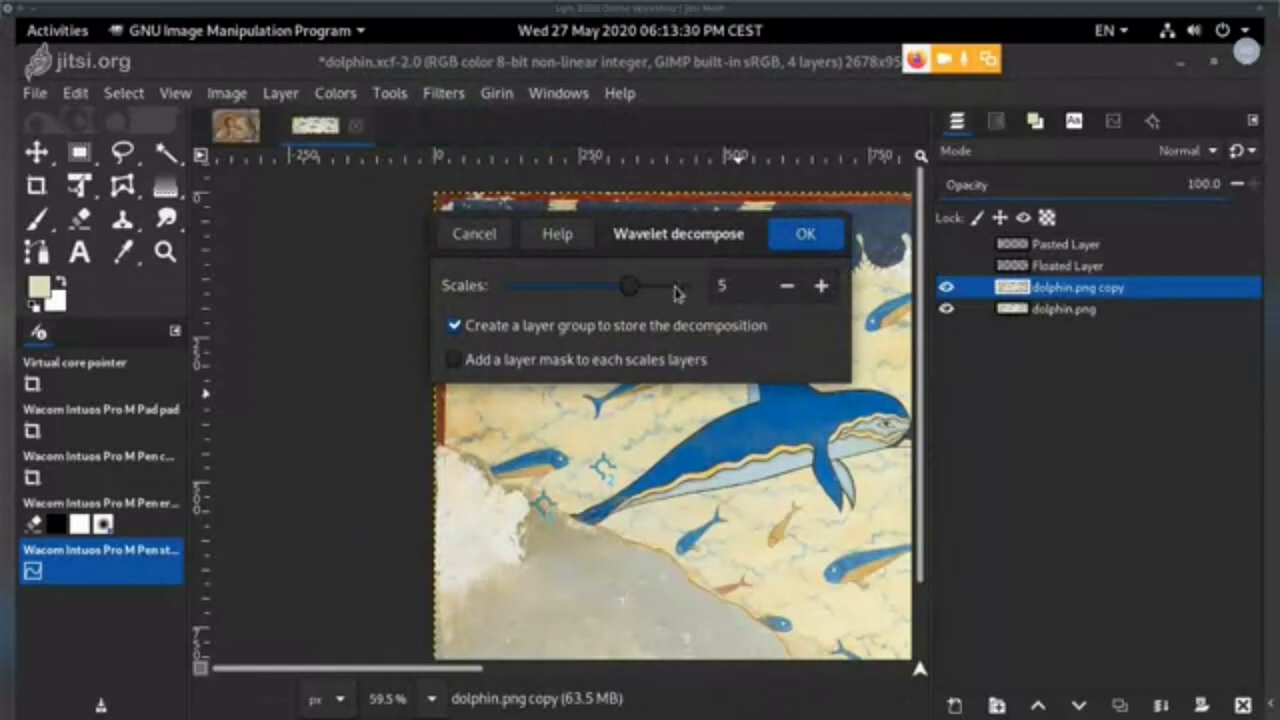 Activities GNU Image Manipulation Program Wed 27 May 2020 06:13:30 PM CEST EN
jitsi.org *dolphin.xcf-2.0 (RGB color 8-bit non-linear integer, GIMP built-in sRGB, 4 layers) 2678x95
File Edit Select View Image Layer Colors Tools Filters Girin Windows Help
-250 0 250 500 750
Mode Normal
Opacity 100.0
Lock:
Pasted Layer
Floated Layer
dolphin.png copy
dolphin.png
Cancel Help Wavelet decompose OK
Scales: 5
Create a layer group to store the decomposition
Add a layer mask to each scales layers
Virtual core pointer
Wacom Intuos Pro M Pad pad
Wacom Intuos Pro M Pen c...
Wacom Intuos Pro M Pen er...
Wacom Intuos Pro M Pen st...
px 59.5 % dolphin.png copy (63.5 MB)